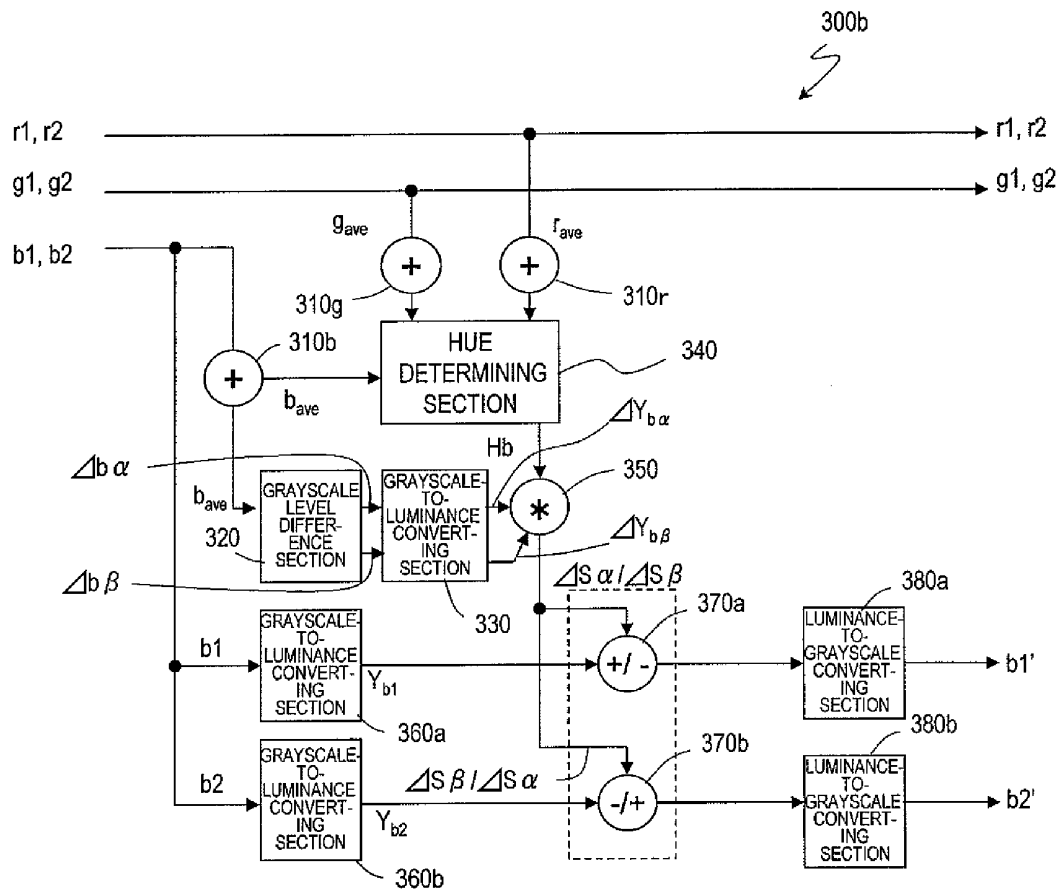 300b
r1, r2
r1, r2
g1, g2
g1, g2
b1, b2
gave
rave
+
+
310g
310r
310b
+
bave
HUE
DETERMINING
SECTION
340
Hb
⊿Ybα
⊿bα
bave
GRAYSCALE
LEVEL
DIFFER-
ENCE
SECTION
320
⊿bβ
GRAYSCALE-
TO-
LUMINANCE
CONVERT-
ING
SECTION
330
*
350
⊿Ybβ
⊿Sα/⊿Sβ
370a
380a
b1
GRAYSCALE-
TO-
LUMINANCE
CONVERT-
ING
SECTION
Yb1
360a
+/-
LUMINANCE-
TO-
GRAYSCALE
CONVERT-
ING
SECTION
b1'
370b
380b
b2
GRAYSCALE-
TO-
LUMINANCE
CONVERT-
ING
SECTION
⊿Sβ/⊿Sα
Yb2
360b
-/+
LUMINANCE-
TO-
GRAYSCALE
CONVERT-
ING
SECTION
b2'